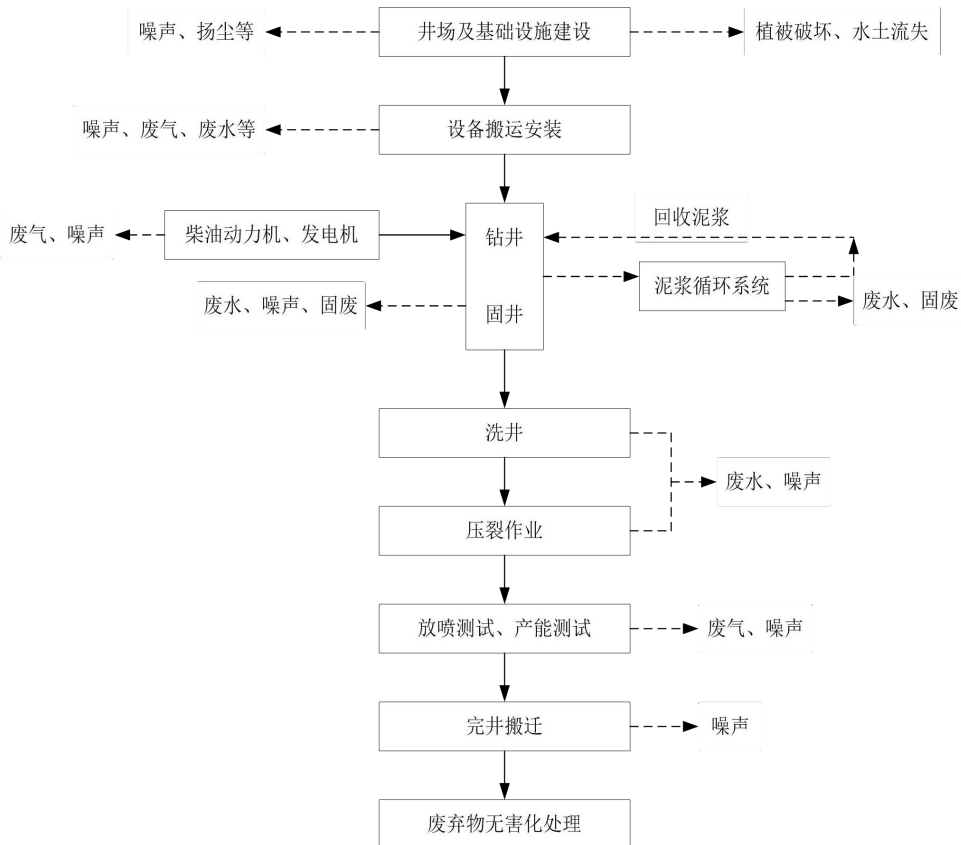 噪声、扬尘等
井场及基础设施建设
植被破坏、水土流失
噪声、废气、废水等
设备搬运安装
废气、噪声
柴油动力机、发电机
钻井
回收泥浆
泥浆循环系统
废水、噪声、固废
固井
废水、固废
洗井
废水、噪声
压裂作业
放喷测试、产能测试
废气、噪声
完井搬迁
噪声
废弃物无害化处理